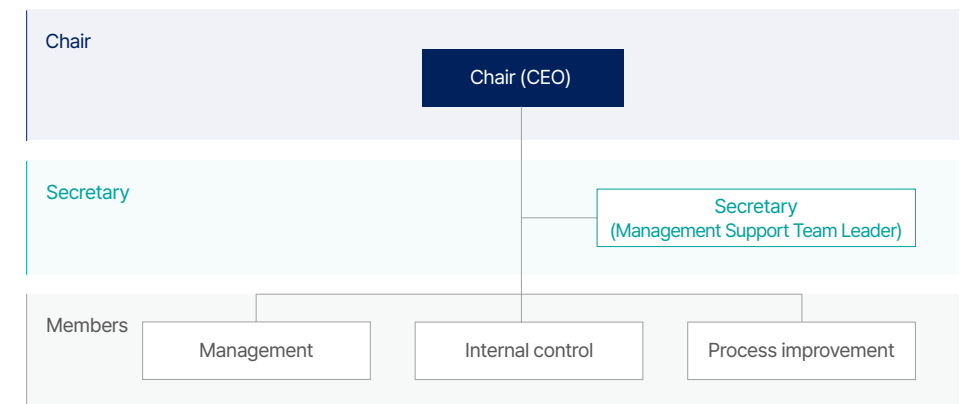 Chair
Chair (CEO)
Secretary
Secretary
(Management Support Team Leader)
Members
Management
Internal control
Process improvement